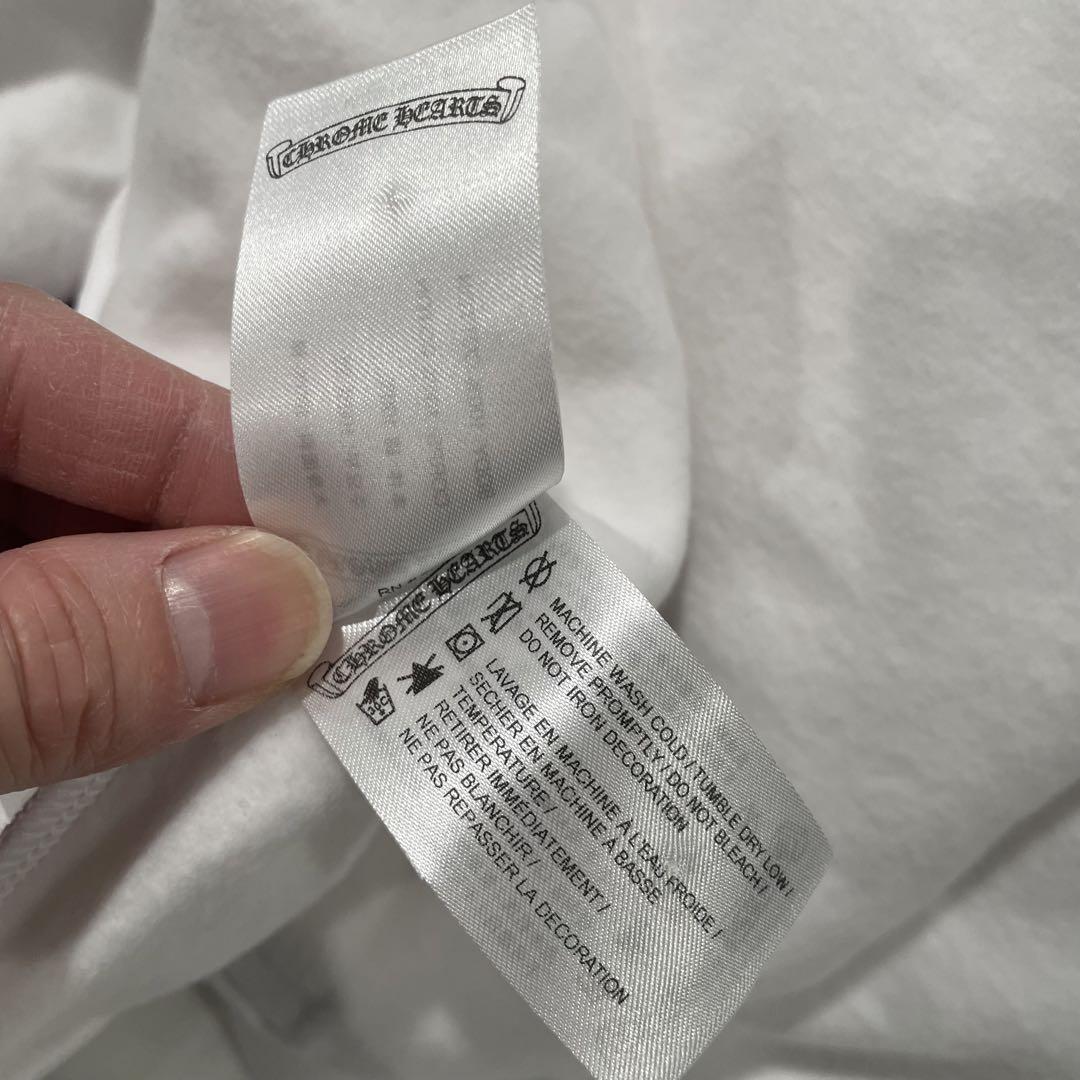 CHROME HEARTS
RN
CHROME HEARTS
MACHINE WASH COLD / TUMBLE DRY LOW /
REMOVE PROMPTLY / DO NOT BLEACH /
DO NOT IRON DECORATION
LAVAGE EN MACHINE A L'EAU FROIDE /
SECHER EN MACHINE A BASSE
TEMPERATURE /
RETIRER IMMÉDIATEMENT /
NE PAS BLANCHIR /
NE PAS REPASSER LA DECORATION